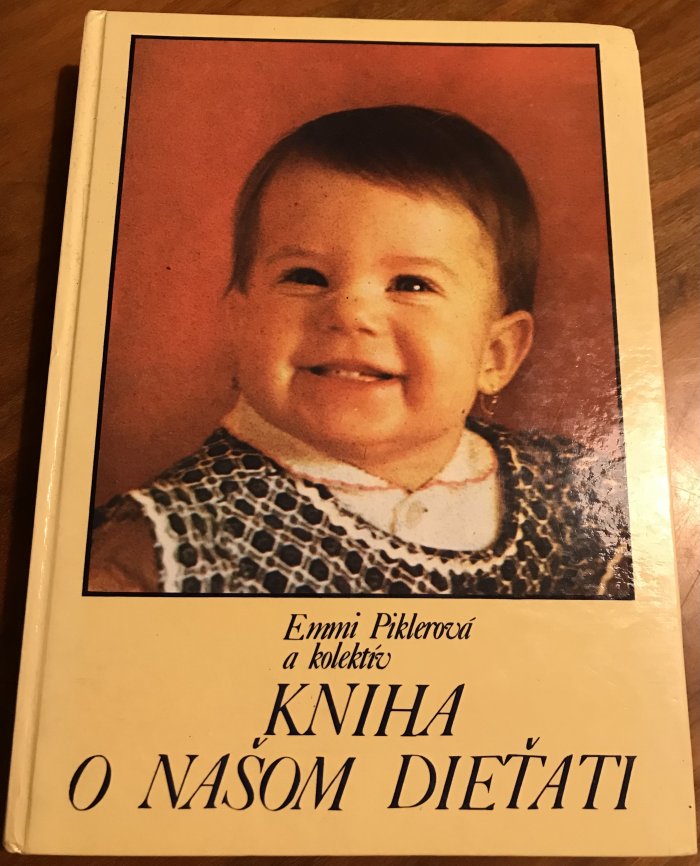 Emmi Piklerová
a kolektív
KNIHA
O NAŠOM DIEŤATI